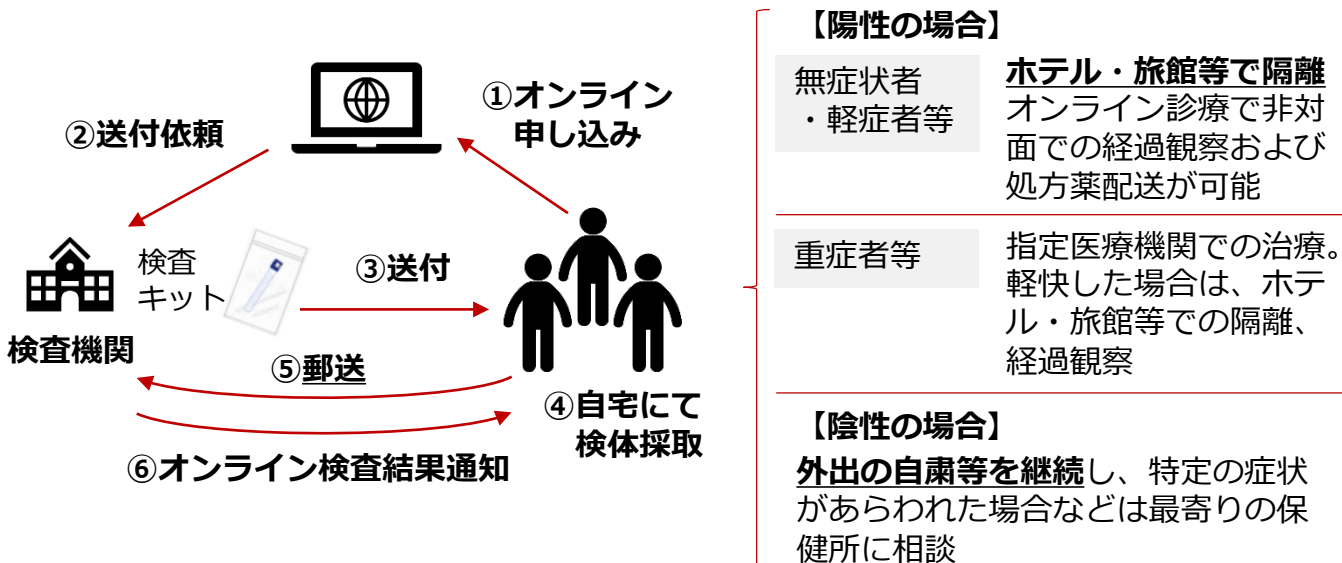 ①オンライン
申し込み
②送付依頼
検査
キット
③送付
検査機関
⑤郵送
④自宅にて
検体採取
⑥オンライン検査結果通知
【陽性の場合】
無症状者
・軽症者等
ホテル・旅館等で隔離
オンライン診療で非対
面での経過観察および
処方薬配送が可能
重症者等
指定医療機関での治療。
軽快した場合は、ホテ
ル・旅館等での隔離、
経過観察
【陰性の場合】
外出の自粛等を継続し、特定の症状
があらわれた場合などは最寄りの保
健所に相談